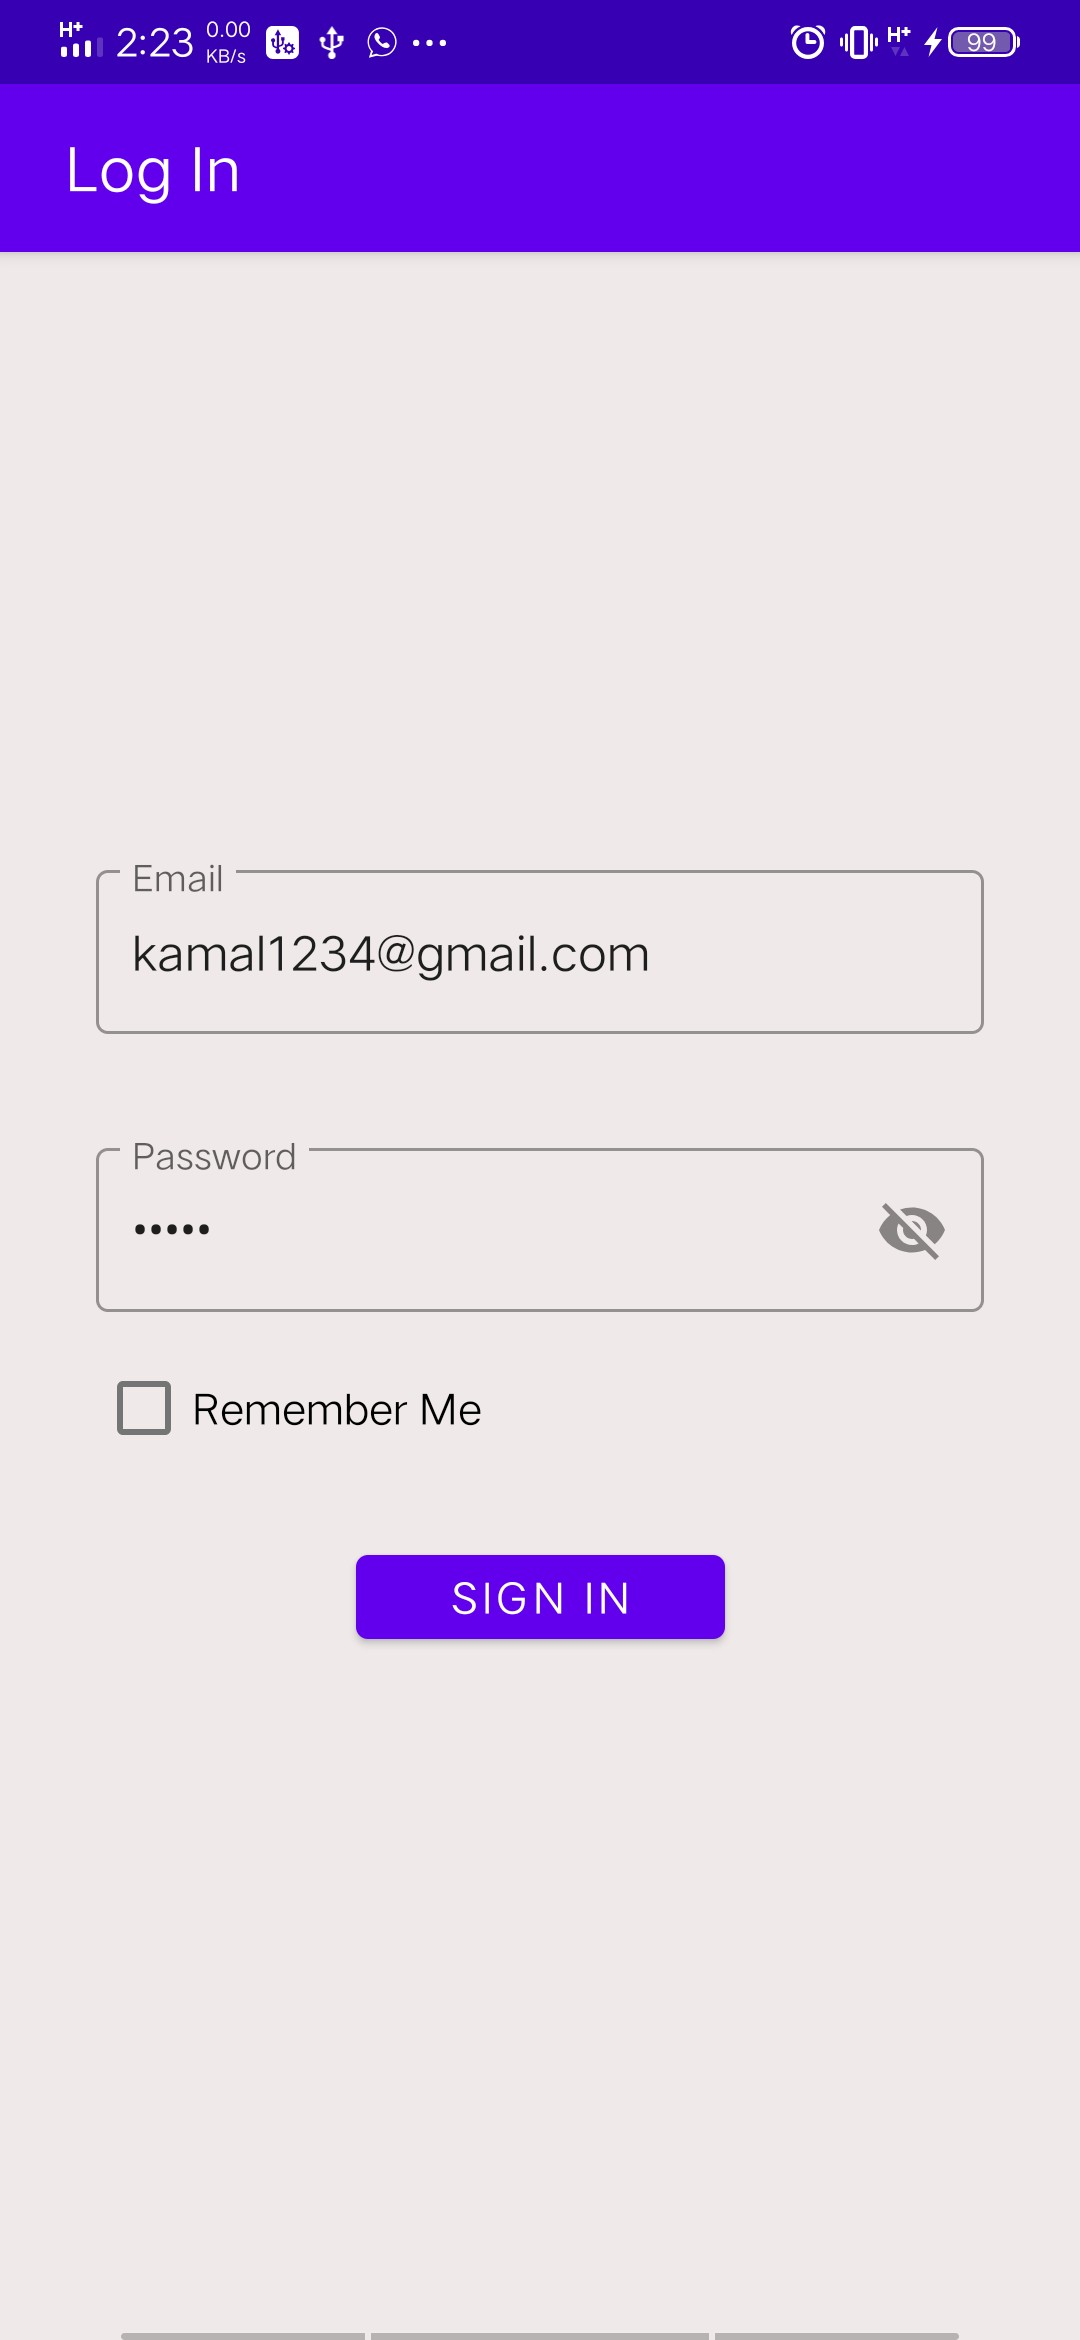 H+ 2:23 0.00 KB/s H+ 99
Log In
Email
kamal1234@gmail.com
Password
•••••
Remember Me
SIGN IN